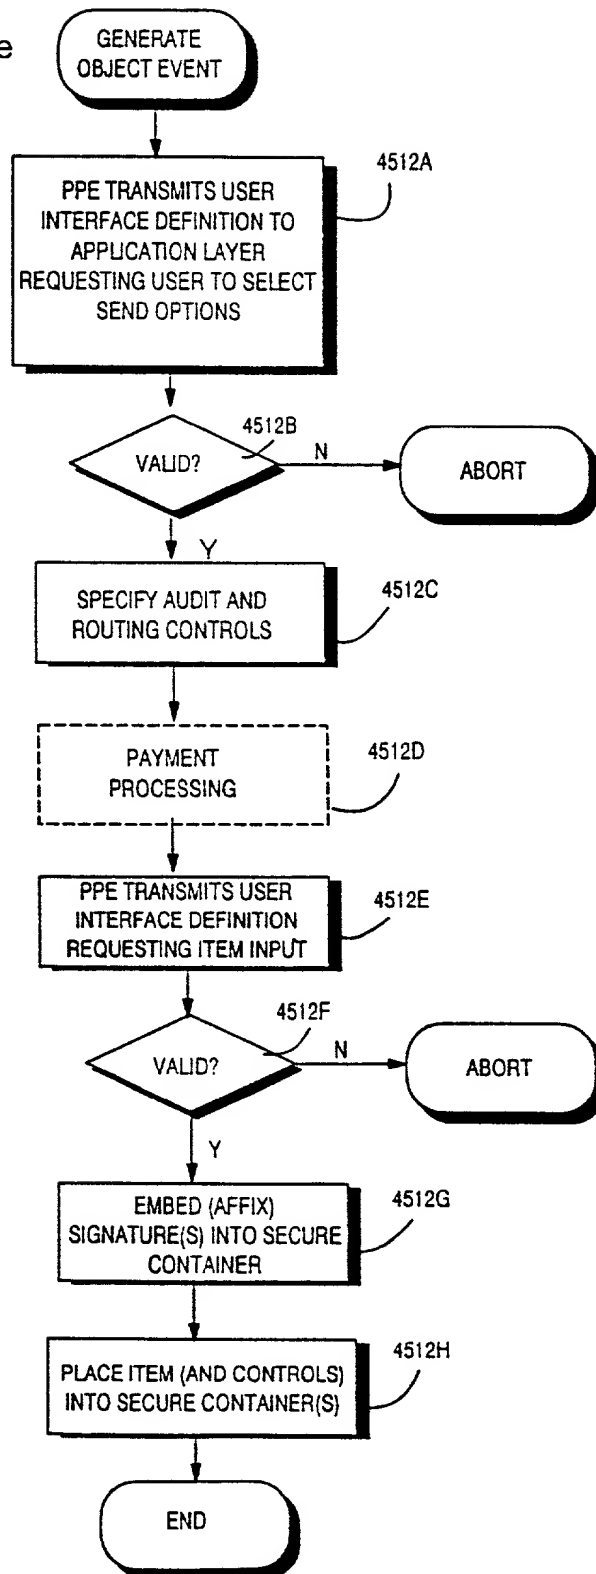 e
GENERATE
OBJECT EVENT
4512A
PPE TRANSMITS USER
INTERFACE DEFINITION TO
APPLICATION LAYER
REQUESTING USER TO SELECT
SEND OPTIONS
4512B
VALID?
N
ABORT
Y
SPECIFY AUDIT AND
ROUTING CONTROLS
4512C
PAYMENT
PROCESSING
4512D
PPE TRANSMITS USER
INTERFACE DEFINITION
REQUESTING ITEM INPUT
4512E
4512F
VALID?
N
ABORT
Y
EMBED (AFFIX)
SIGNATURE(S) INTO SECURE
CONTAINER
4512G
PLACE ITEM (AND CONTROLS)
INTO SECURE CONTAINER(S)
4512H
END